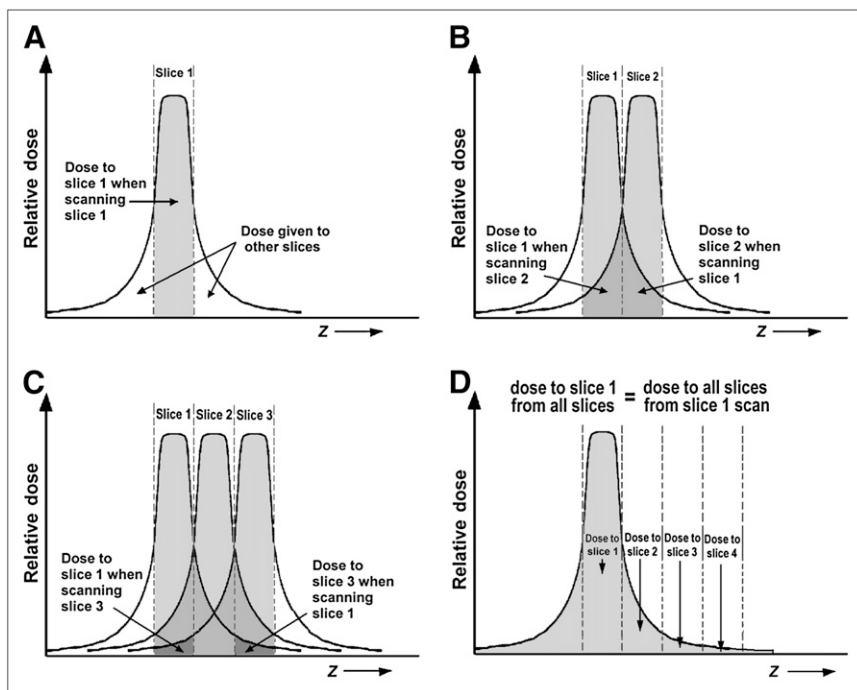 A
Slice 1
Relative dose
Dose to
slice 1 when
scanning
slice 1
Dose given to
other slices
z
B
Slice 1 Slice 2
Relative dose
Dose to
slice 1 when
scanning
slice 2
Dose to
slice 2 when
scanning
slice 1
z
C
Slice 1 Slice 2 Slice 3
Relative dose
Dose to
slice 1 when
scanning
slice 3
Dose to
slice 3 when
scanning
slice 1
z
D
dose to slice 1 = dose to all slices
from all slices from slice 1 scan
Relative dose
Dose to
slice 1
Dose to
slice 2
Dose to
slice 3
Dose to
slice 4
z